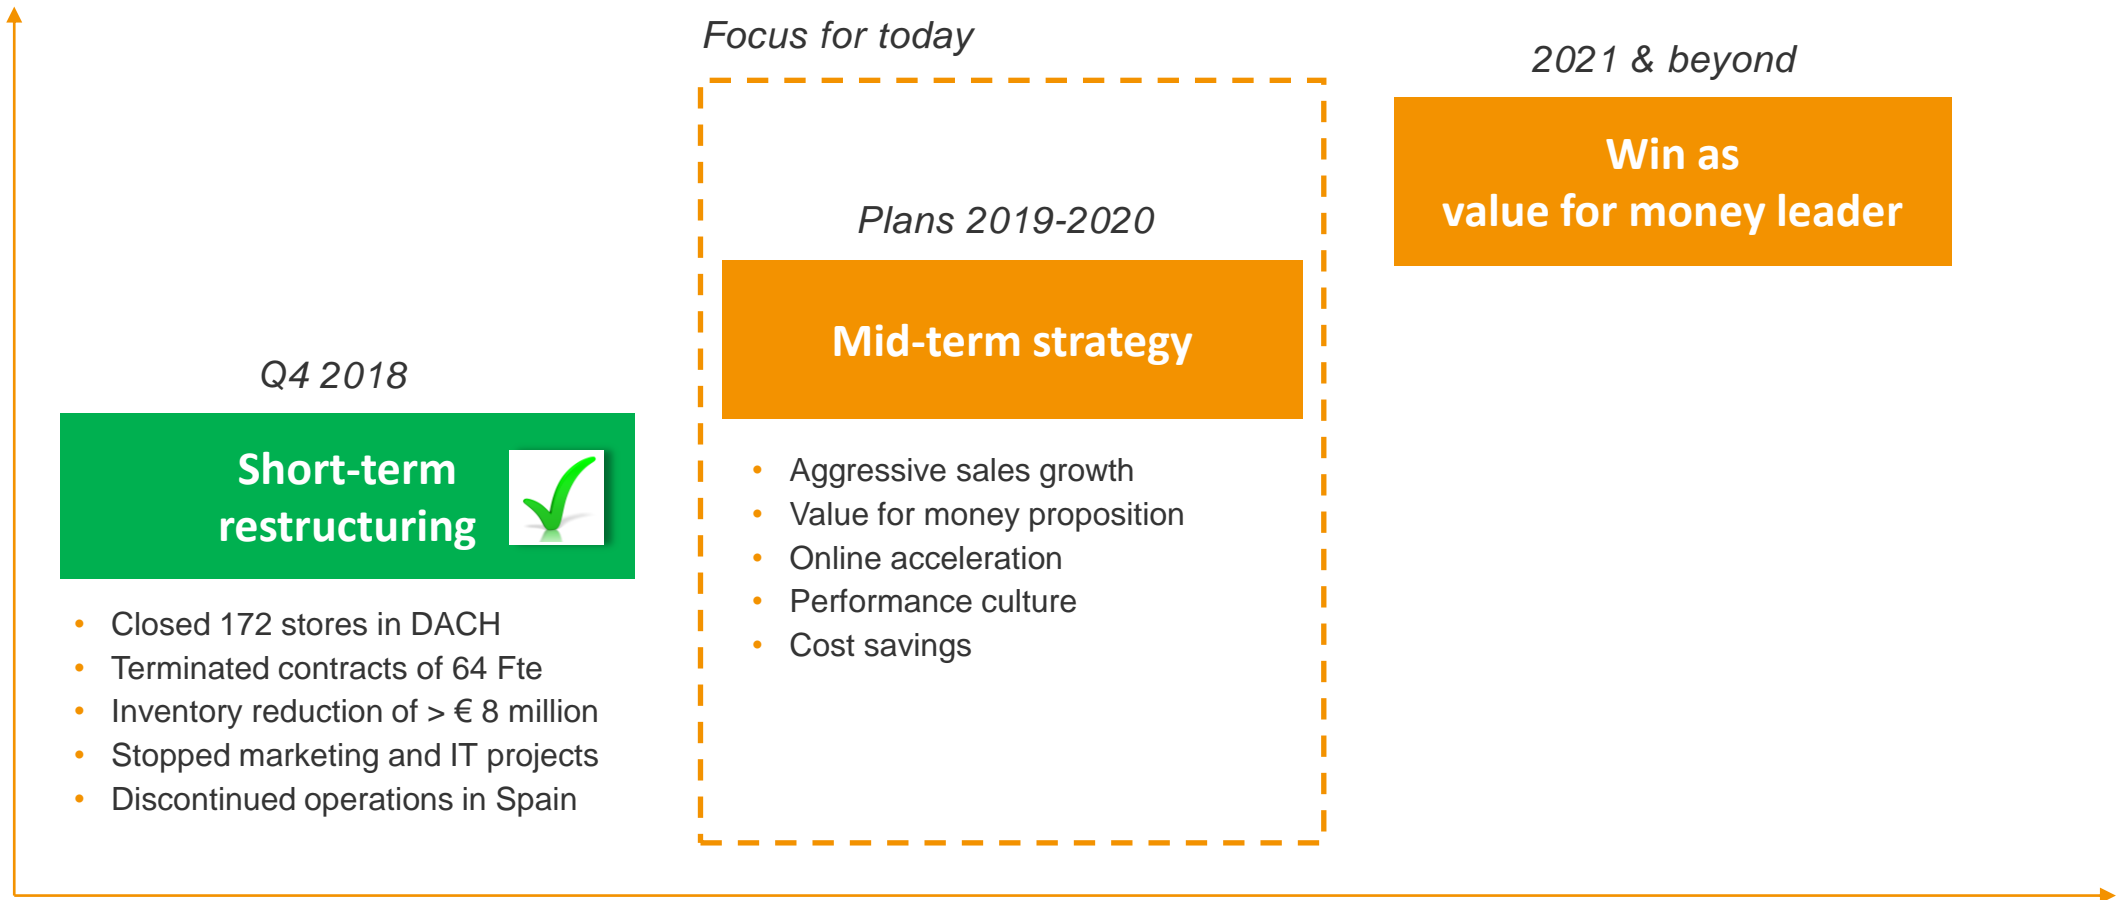 Focus for today
2021 & beyond
Win as
value for money leader
Plans 2019-2020
Mid-term strategy
• Aggressive sales growth
• Value for money proposition
• Online acceleration
• Performance culture
• Cost savings
Q4 2018
Short-term
restructuring
• Closed 172 stores in DACH
• Terminated contracts of 64 Fte
• Inventory reduction of > € 8 million
• Stopped marketing and IT projects
• Discontinued operations in Spain